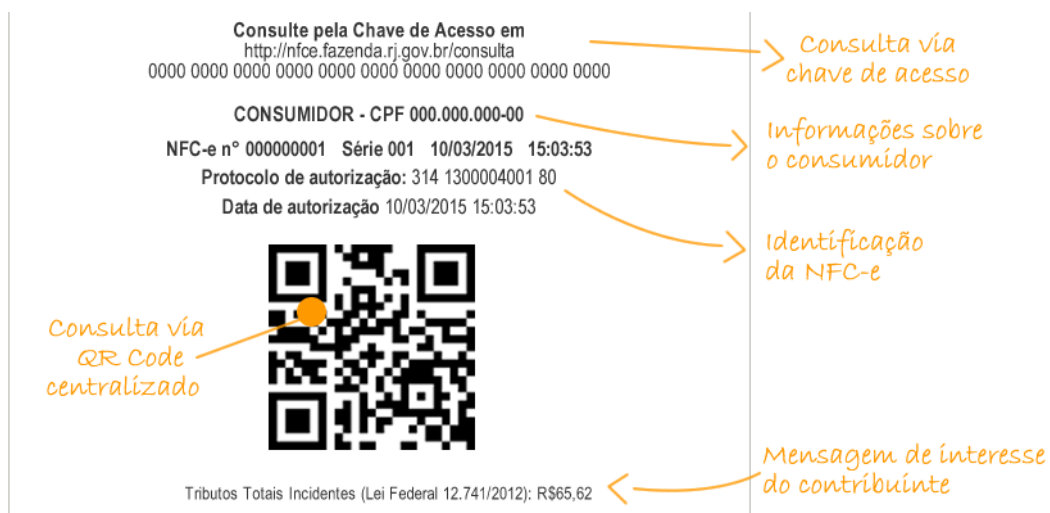 Consulte pela Chave de Acesso em
http://nfce.fazenda.rj.gov.br/consulta
0000 0000 0000 0000 0000 0000 0000 0000 0000 0000 0000
Consulta via
chave de acesso
CONSUMIDOR - CPF 000.000.000-00
Informações sobre
o consumidor
NFC-e n° 000000001 Série 001 10/03/2015 15:03:53
Protocolo de autorização: 314 1300004001 80
Data de autorização 10/03/2015 15:03:53
Identificação
da NFC-e
Consulta via
QR Code
centralizado
Tributos Totais Incidentes (Lei Federal 12.741/2012): R$65,62
Mensagem de interesse
do contribuinte